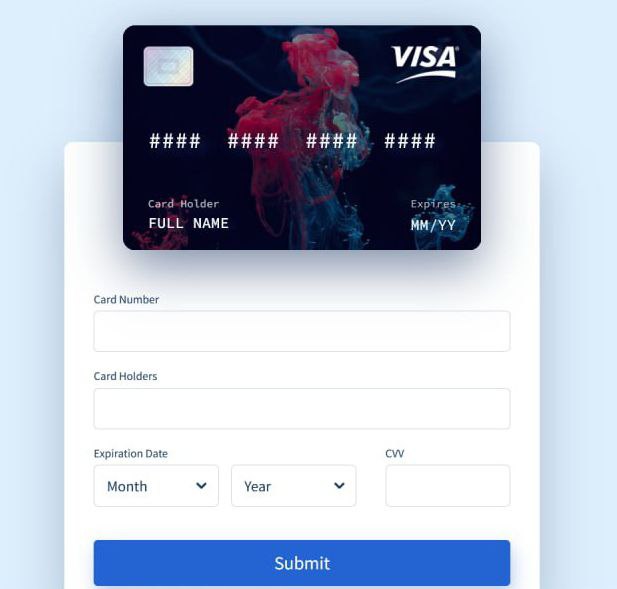 VISA
#### #### #### ####
Card Holder
Expires
FULL NAME
MM/YY
Card Number
Card Holders
Expiration Date
CVV
Month
Year
Submit